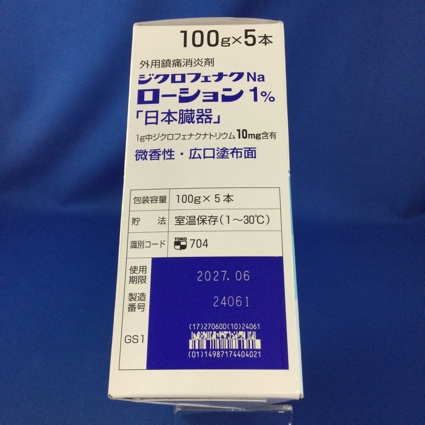 100g×5本
外用鎮痛消炎剤
ジクロフェナクNa
ローション1%
「日本臓器」
1g中ジクロフェナクナトリウム10mg含有
微香性・広口塗布面
包装容量 100g×5本
貯法 室温保存(1〜30℃)
識別コード TOKO 704
使用期限 2027.06
製造番号 24061
GS1
(17)270600(10)24061
(01)14987174404021